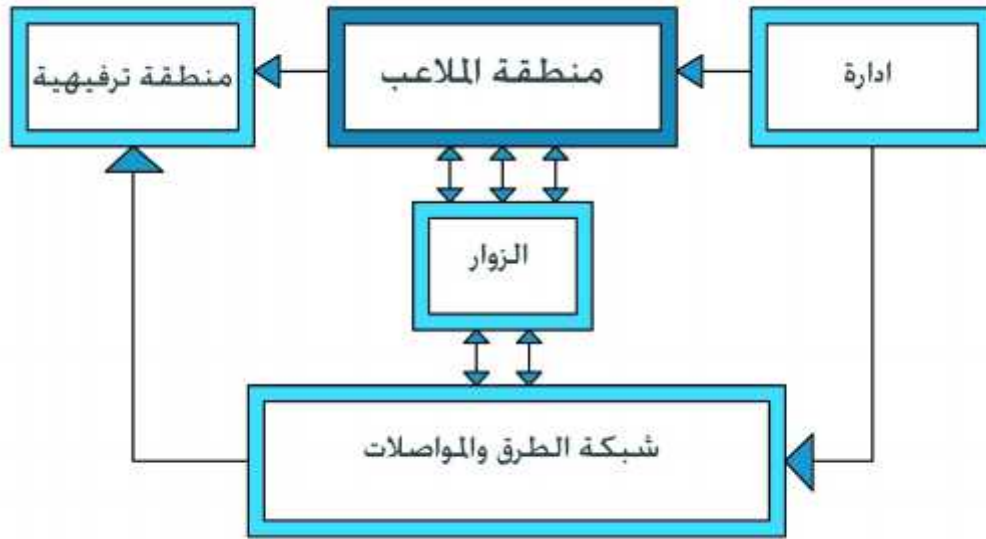 ادارة
منطقة الملاعب
منطقة ترفيهية
الزوار
شبكة الطرق والمواصلات